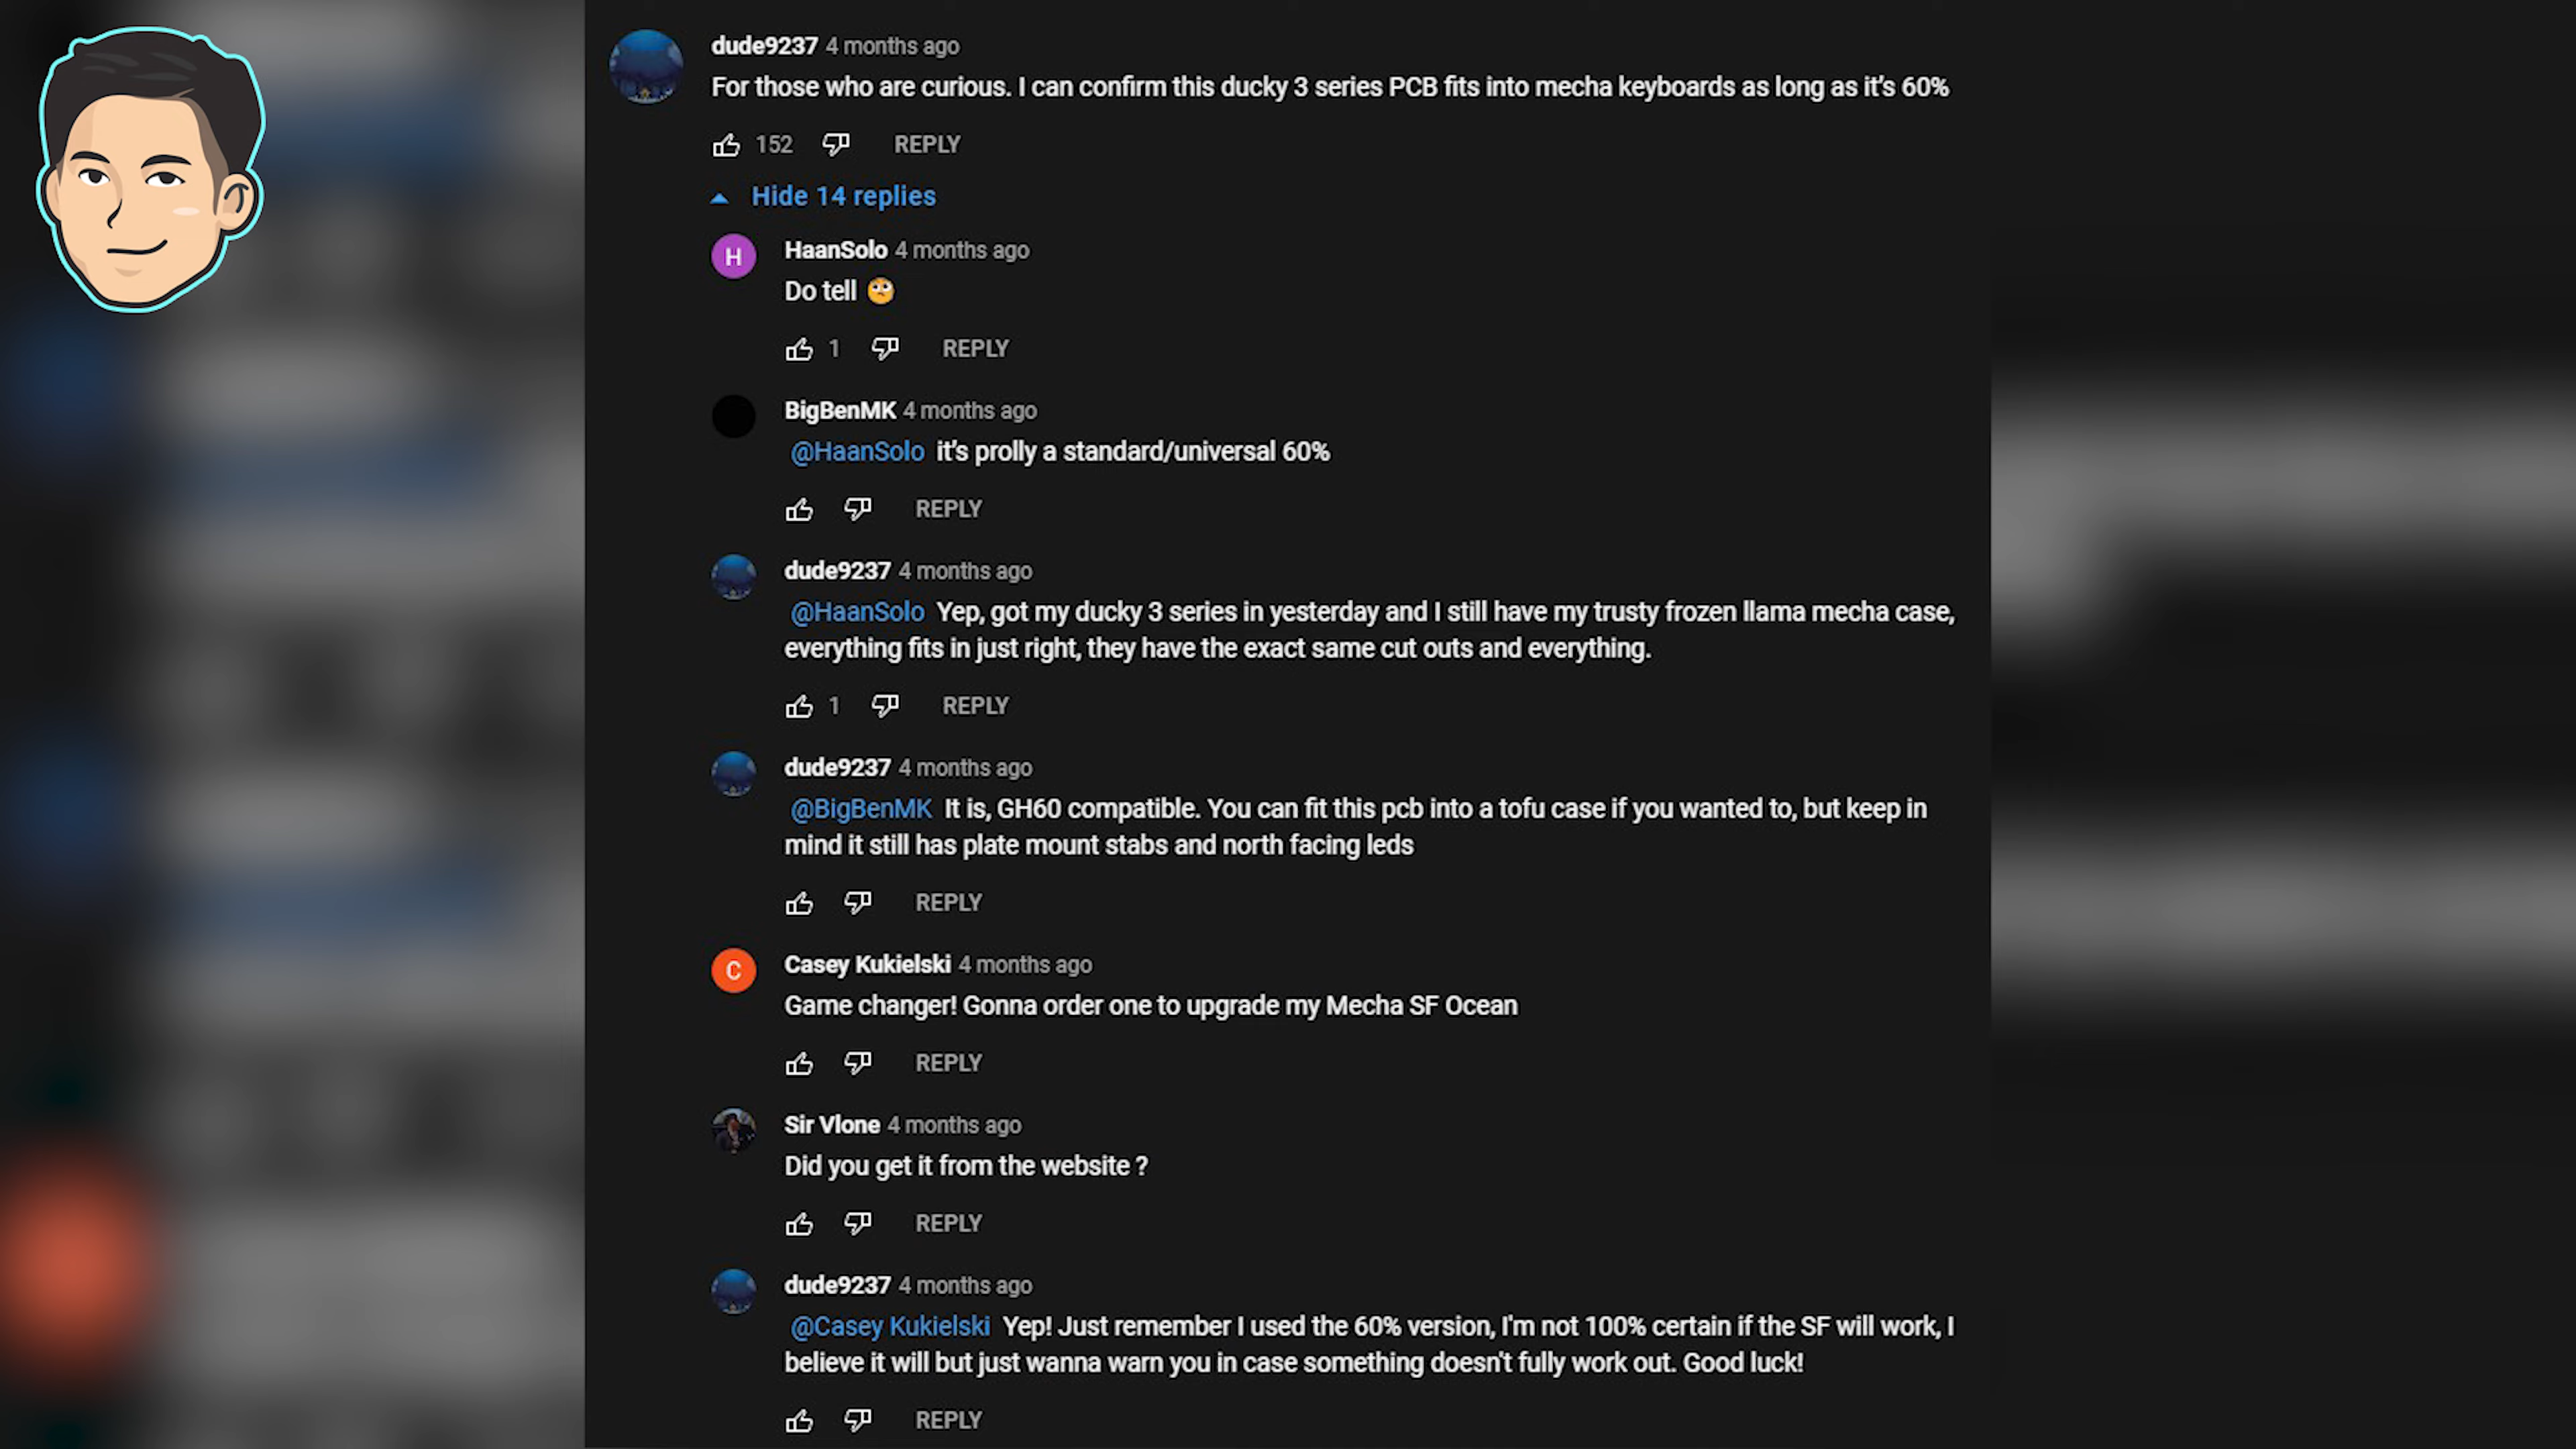 dude9237 4 months ago
For those who are curious. I can confirm this ducky 3 series PCB fits into mecha keyboards as long as it's 60%
152 REPLY
Hide 14 replies
H HaanSolo 4 months ago
Do tell 🤨
1 REPLY
BigBenMK 4 months ago
@HaanSolo it's prolly a standard/universal 60%
REPLY
dude9237 4 months ago
@HaanSolo Yep, got my ducky 3 series in yesterday and I still have my trusty frozen llama mecha case,
everything fits in just right, they have the exact same cut outs and everything.
1 REPLY
dude9237 4 months ago
@BigBenMK It is, GH60 compatible. You can fit this pcb into a tofu case if you wanted to, but keep in
mind it still has plate mount stabs and north facing leds
REPLY
C Casey Kukielski 4 months ago
Game changer! Gonna order one to upgrade my Mecha SF Ocean
REPLY
Sir Vlone 4 months ago
Did you get it from the website ?
REPLY
dude9237 4 months ago
@Casey Kukielski Yep! Just remember I used the 60% version, I'm not 100% certain if the SF will work, I
believe it will but just wanna warn you in case something doesn't fully work out. Good luck!
REPLY